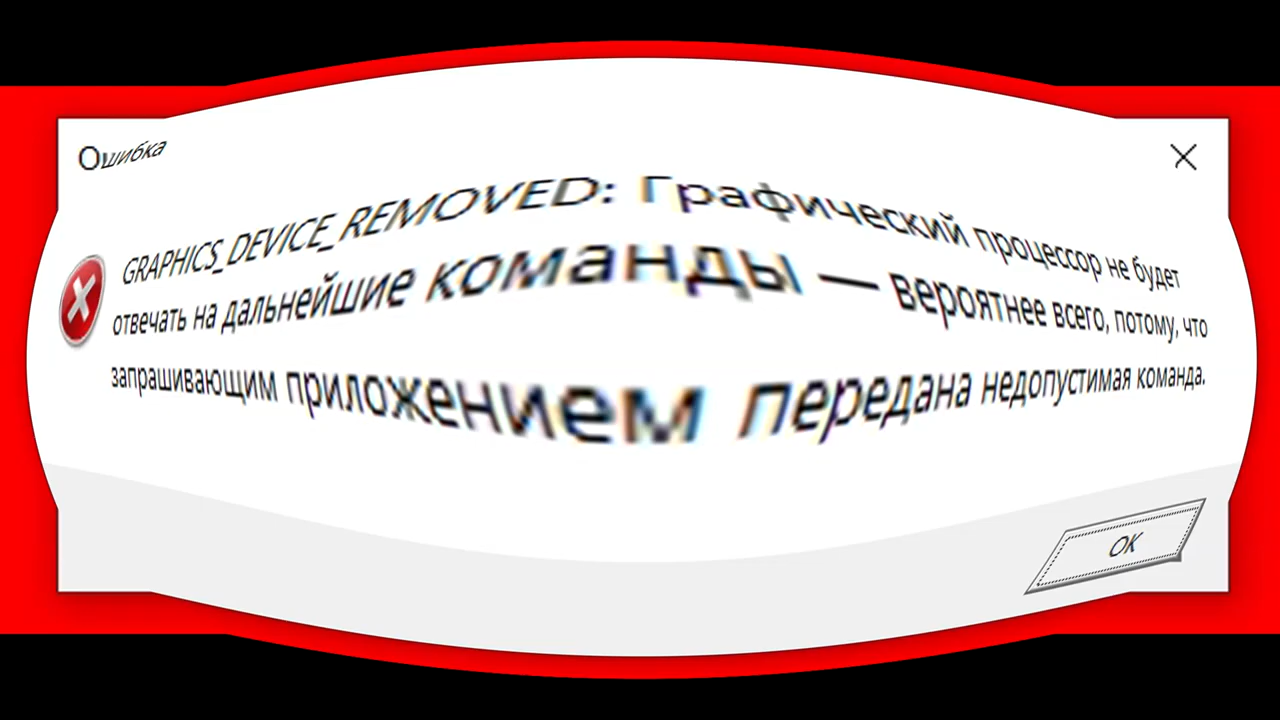 Ошибка
GRAPHICS_DEVICE_REMOVED: Графический процессор не будет
отвечать на дальнейшие команды — вероятнее всего, потому, что
запрашивающим приложением передана недопустимая команда.
OK